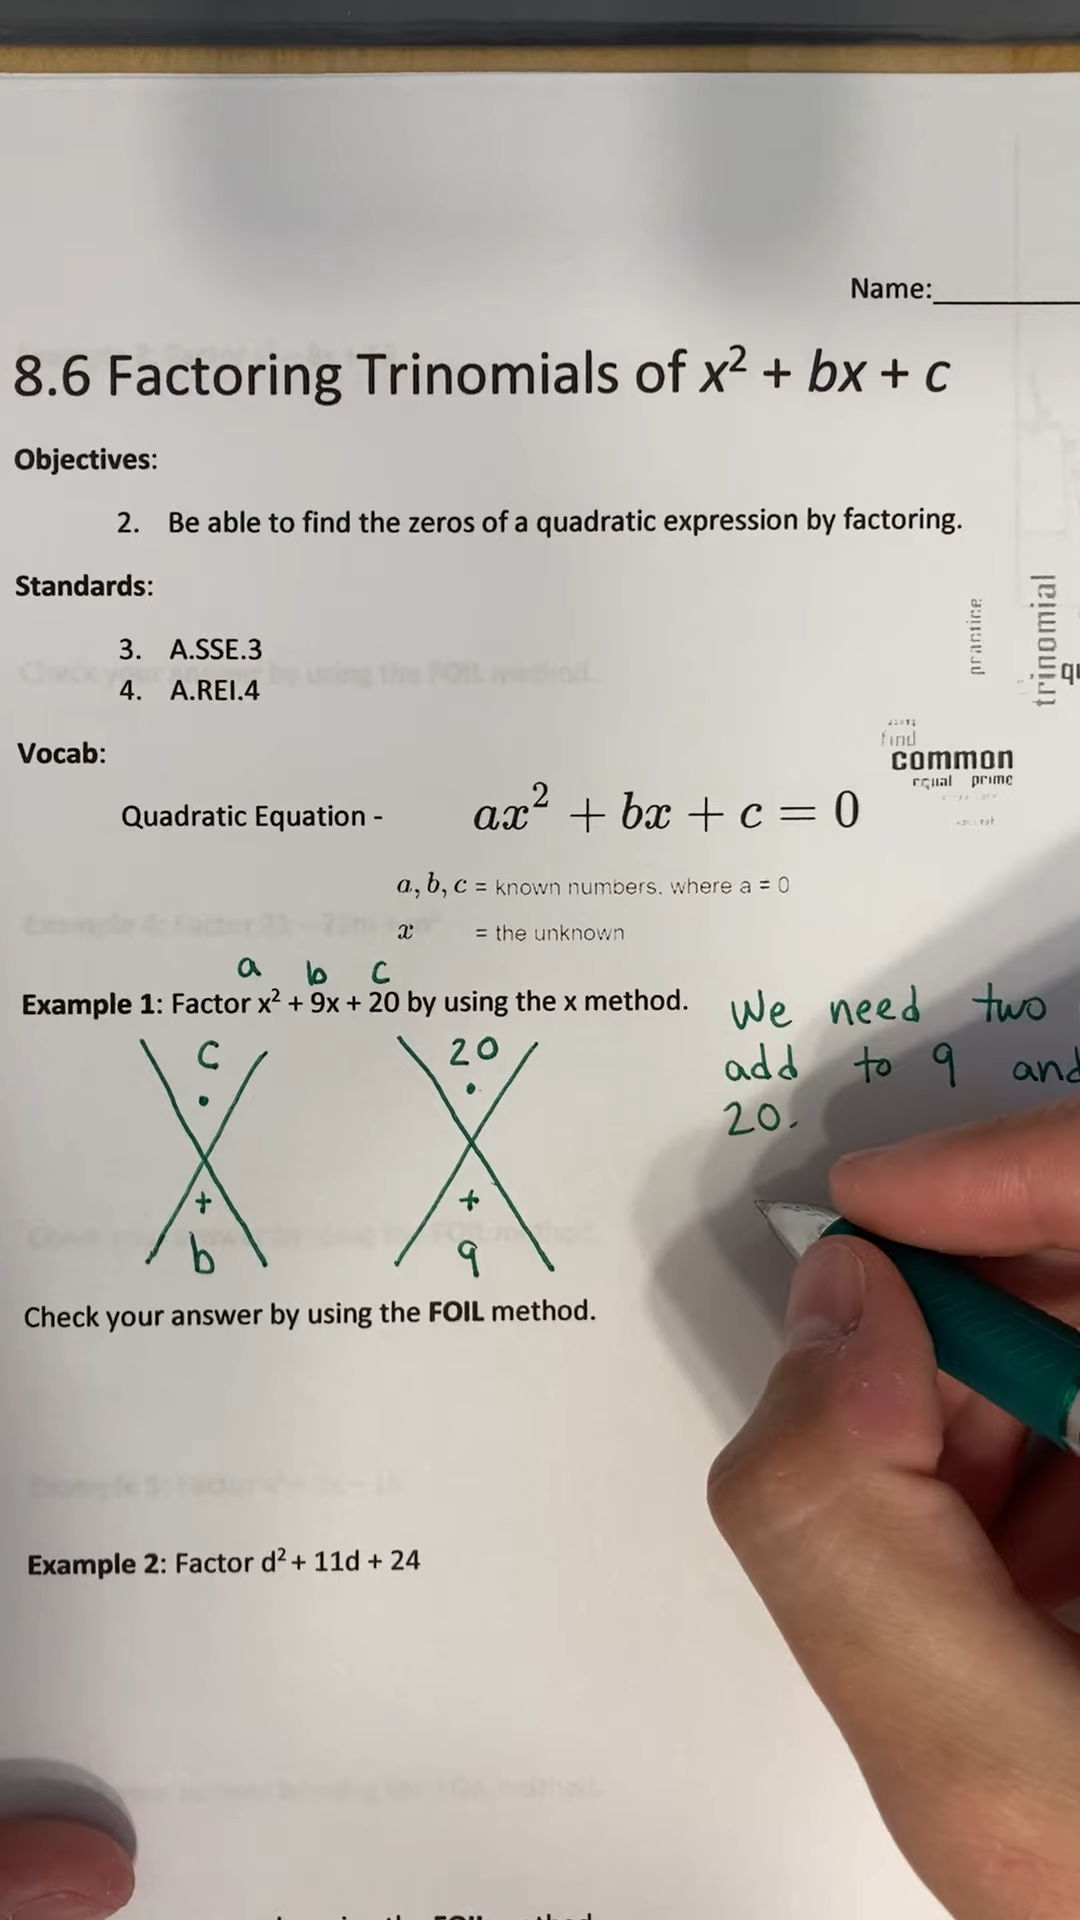 Name:
8.6 Factoring Trinomials of x² + bx + c
Objectives:
2. Be able to find the zeros of a quadratic expression by factoring.
Standards:
3. A.SSE.3
4. A.REI.4
practice
trinomial
qu
Vocab:
find
common
equal prime
Quadratic Equation - ax² + bx + c = 0
a, b, c = known numbers, where a = 0
x = the unknown
a b c
Example 1: Factor x² + 9x + 20 by using the x method.
We need two
add to 9 and
20.
C 20
• •
+ +
b 9
Check your answer by using the FOIL method.
Example 2: Factor d² + 11d + 24